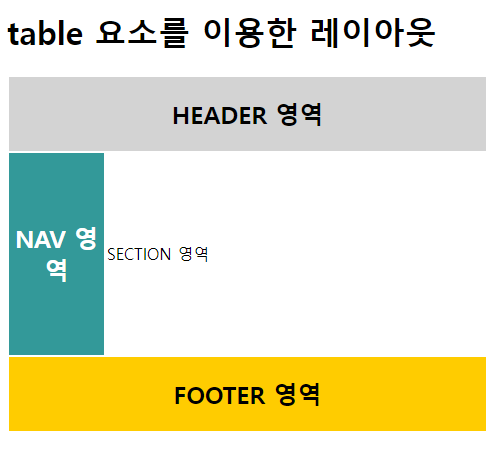 table 요소를 이용한 레이아웃
HEADER 영역
NAV 영
역
SECTION 영역
FOOTER 영역